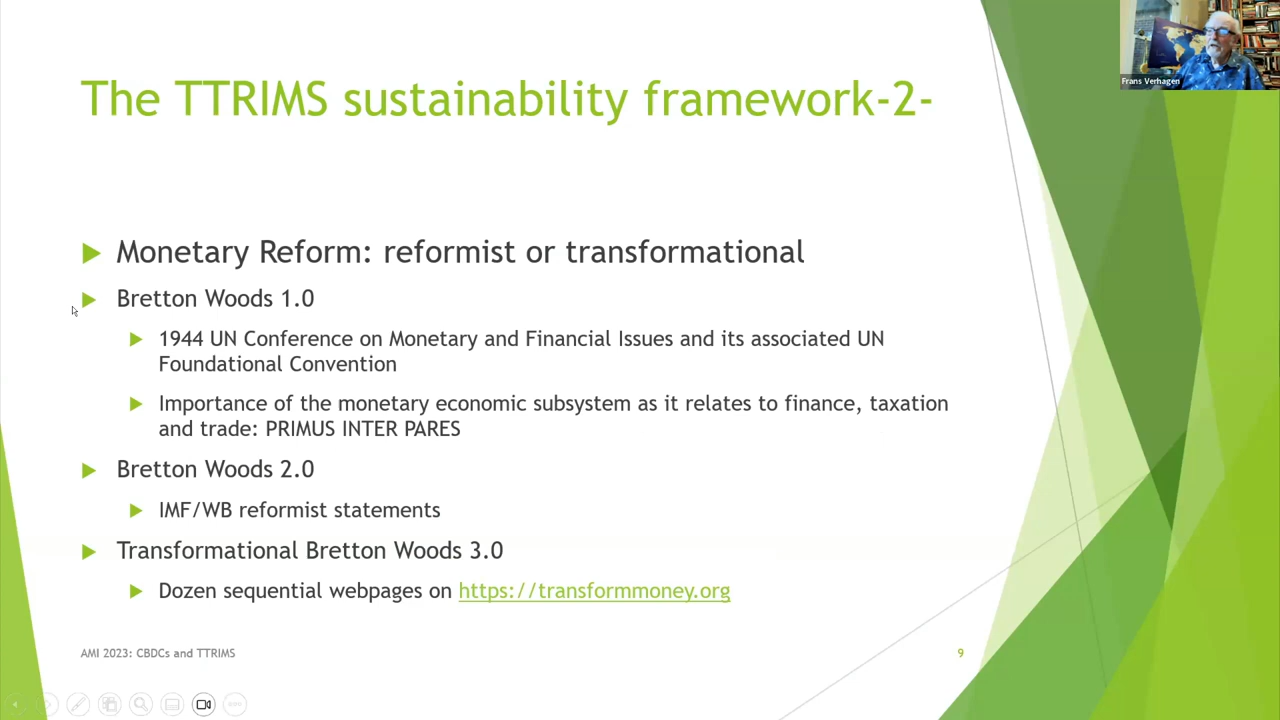 Frans Verhagen
The TTRIMS sustainability framework-2-
Monetary Reform: reformist or transformational
Bretton Woods 1.0
1944 UN Conference on Monetary and Financial Issues and its associated UN
Foundational Convention
Importance of the monetary economic subsystem as it relates to finance, taxation
and trade: PRIMUS INTER PARES
Bretton Woods 2.0
IMF/WB reformist statements
Transformational Bretton Woods 3.0
Dozen sequential webpages on https://transformmoney.org
AMI 2023: CBDCs and TTRIMS
9